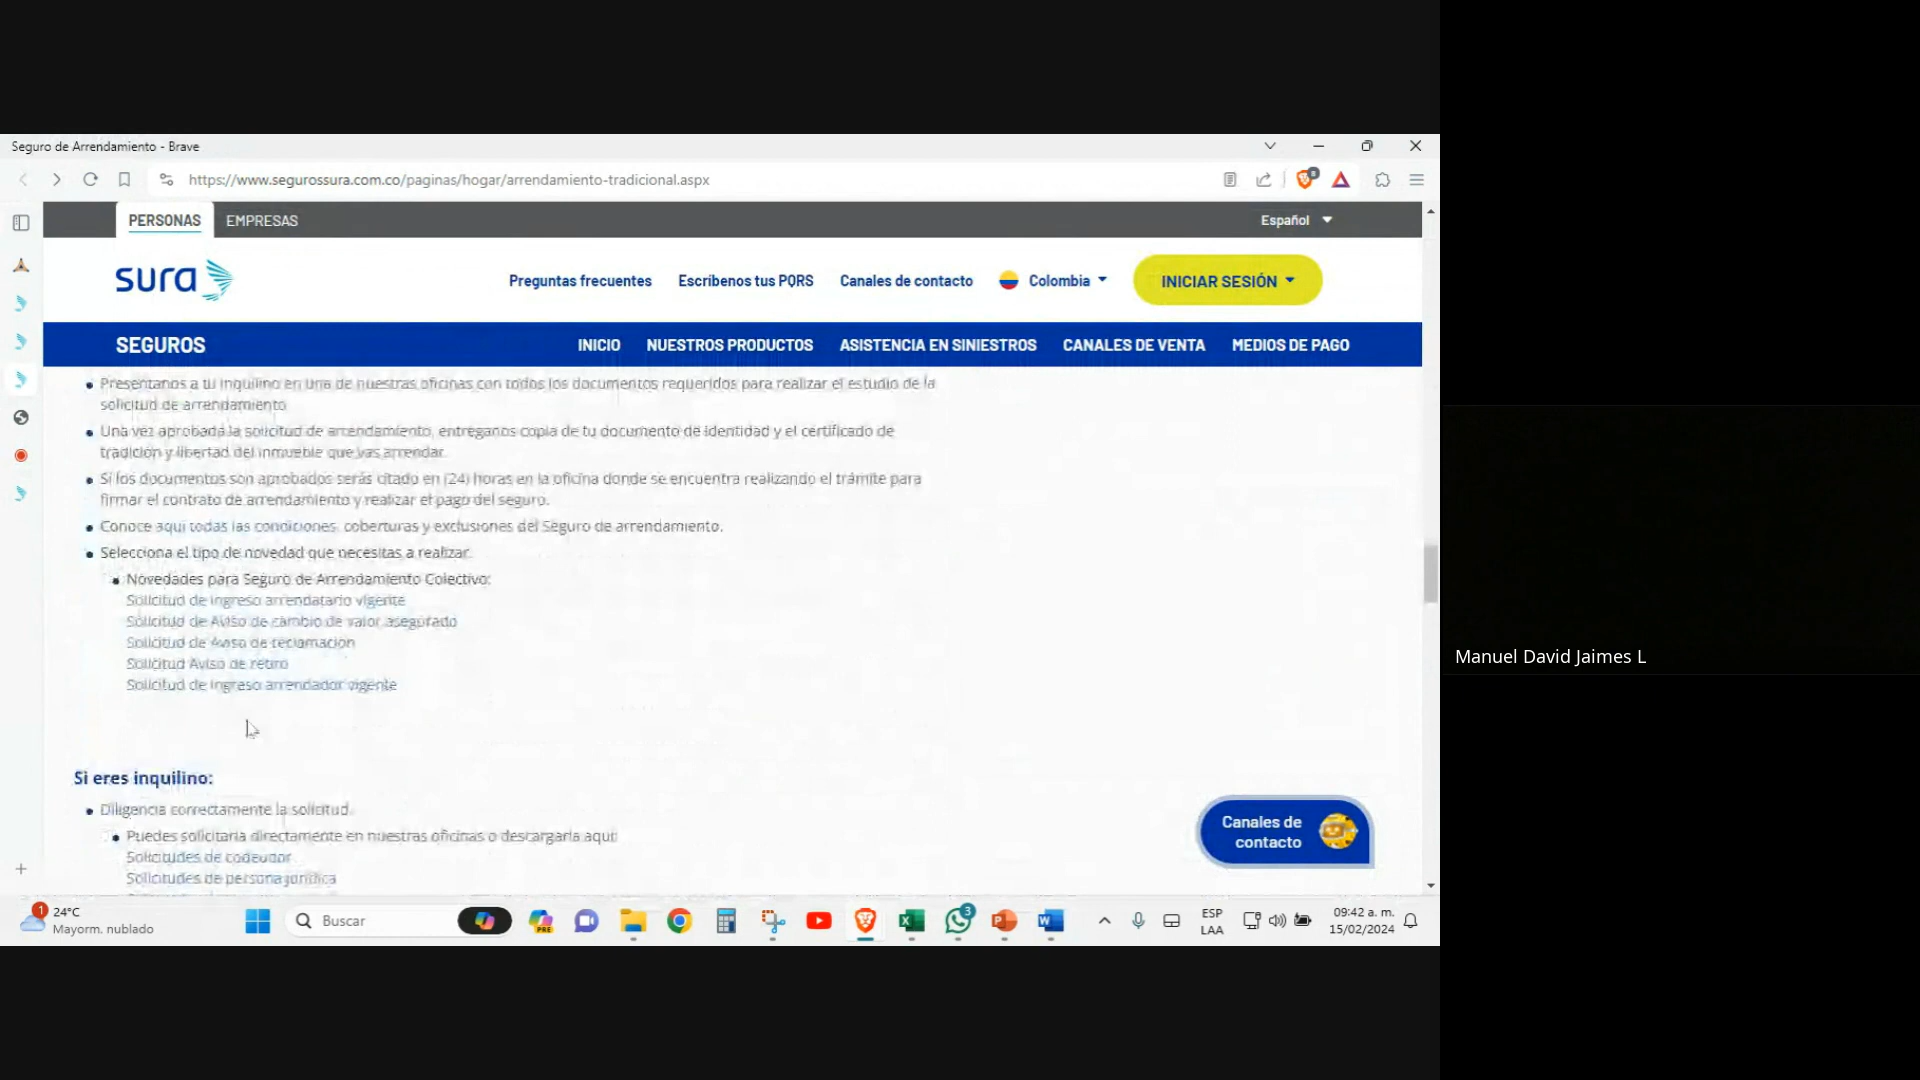 Seguro de Arrendamiento - Brave
https://www.segurossura.com.co/paginas/hogar/arrendamiento-tradicional.aspx
PERSONAS EMPRESAS Español
sura Preguntas frecuentes Escríbenos tus PQRS Canales de contacto Colombia INICIAR SESIÓN
SEGUROS INICIO NUESTROS PRODUCTOS ASISTENCIA EN SINIESTROS CANALES DE VENTA MEDIOS DE PAGO
Preséntanos a tu inquilino en una de nuestras oficinas con todos los documentos requeridos para realizar el estudio de la
solicitud de arrendamiento
Una vez aprobada la solicitud de arrendamiento, entréganos copia de tu documento de identidad y el certificado de
tradición y libertad del inmueble que vas arrendar.
Si los documentos son aprobados serás citado en (24) horas en la oficina donde se encuentra realizando el trámite para
firmar el contrato de arrendamiento y realizar el pago del seguro.
Conoce aquí todas las condiciones, coberturas y exclusiones del Seguro de arrendamiento.
Selecciona el tipo de novedad que necesitas a realizar.
Novedades para Seguro de Arrendamiento Colectivo:
Solicitud de ingreso arrendatario vigente
Solicitud de Aviso de cambio de valor asegurado
Solicitud de Aviso de reclamación
Solicitud Aviso de retiro
Solicitud de ingreso arrendador vigente
Si eres inquilino:
Diligencia correctamente la solicitud.
Puedes solicitarla directamente en nuestras oficinas o descargarla aquí:
Solicitudes de codeudor
Solicitudes de persona jurídica
Canales de
contacto
Manuel David Jaimes L
1
24°C
Mayorm. nublado
Buscar
PRE
3
ESP
LAA
09:42 a. m.
15/02/2024